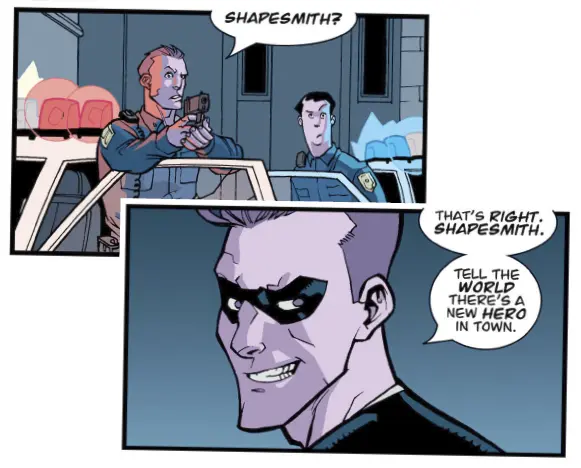 SHAPESMITH?
THAT'S RIGHT.
SHAPESMITH.
TELL THE
WORLD
THERE'S A
NEW HERO
IN TOWN.